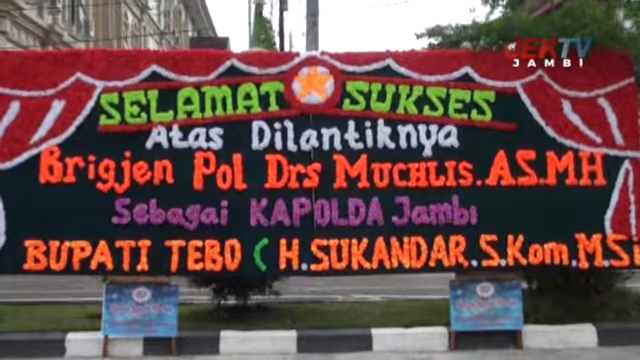 JEKTV
JAMBI
SELAMAT SUKSES
Atas Dilantiknya
Brigjen Pol Drs MUCHLIS..AS.MH
Sebagai KAPOLDA Jambi
BUPATI TEBO ( H.SUKANDAR.S.Kom.M.Si